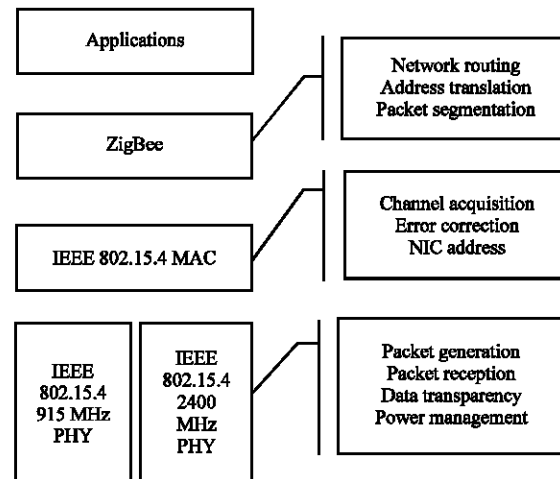 Applications
ZigBee
Network routing
Address translation
Packet segmentation
IEEE 802.15.4 MAC
Channel acquisition
Error correction
NIC address
IEEE
802.15.4
915 MHz
PHY
IEEE
802.15.4
2400
MHz
PHY
Packet generation
Packet reception
Data transparency
Power management